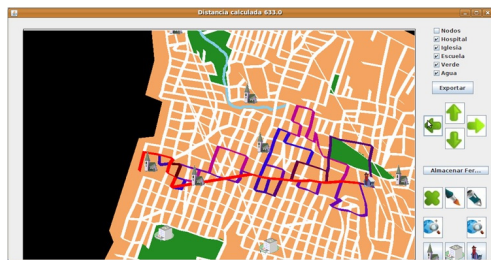 Distancia calculada 633.0
Nodos
Hospital
Iglesia
Escuela
Verde
Agua
Exportar
Almacenar Fer...